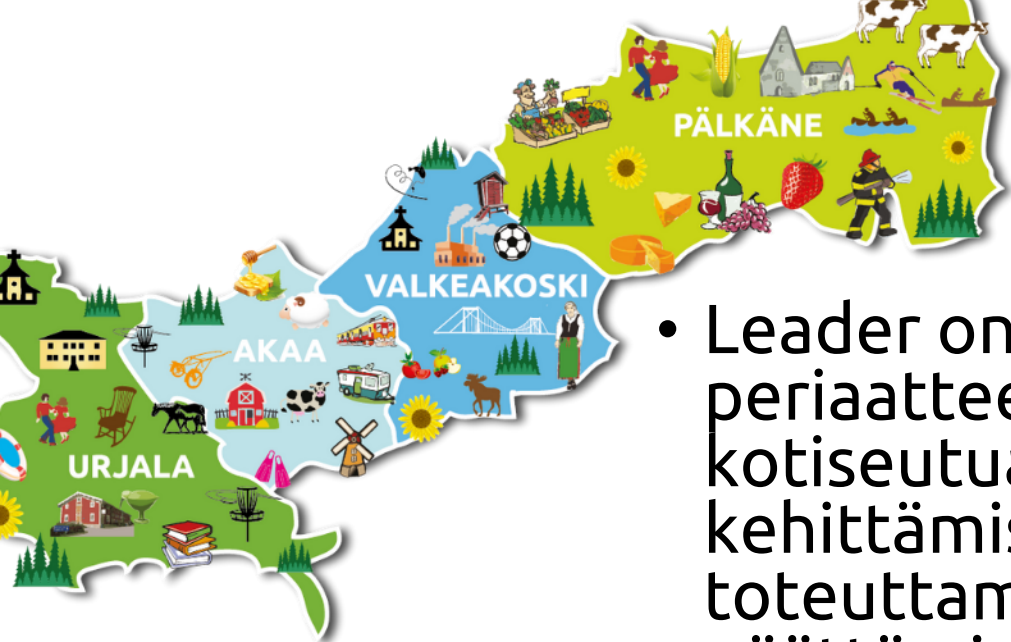 PÄLKÄNE
VALKEAKOSKI
AKAA
URJALA
• Leader on
periaattee
kotiseutua
kehittämis
toteuttam